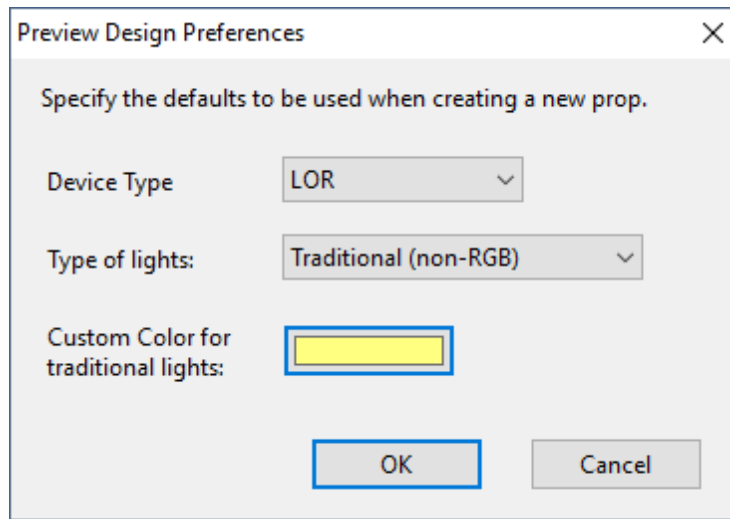 Preview Design Preferences
Specify the defaults to be used when creating a new prop.
Device Type
LOR
Type of lights:
Traditional (non-RGB)
Custom Color for
traditional lights:
OK
Cancel